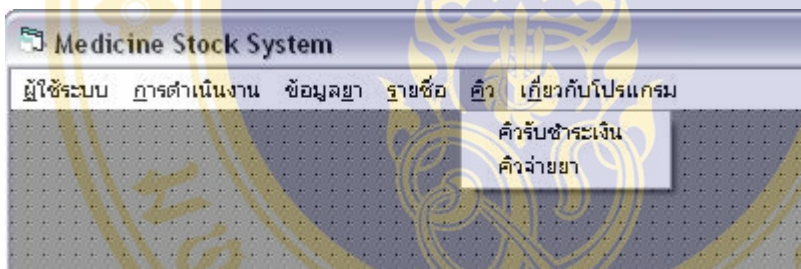 Medicine Stock System
ผู้ใช้ระบบ การดำเนินงาน ข้อมูลยา รายชื่อ คิว เกี่ยวกับโปรแกรม
คิวรับชำระเงิน
คิวจ่ายยา